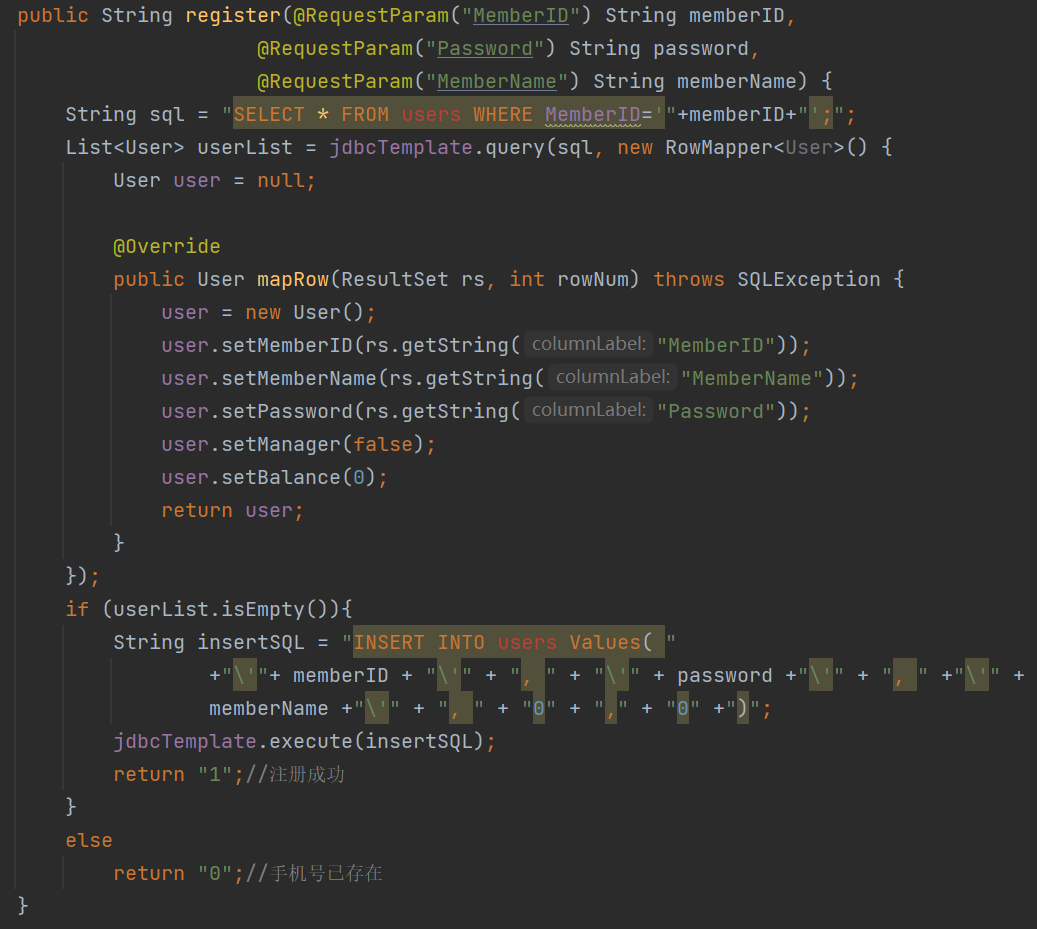 public String register(@RequestParam("MemberID") String memberID,
@RequestParam("Password") String password,
@RequestParam("MemberName") String memberName) {
String sql = "SELECT * FROM users WHERE MemberID='"+memberID+"';";
List<User> userList = jdbcTemplate.query(sql, new RowMapper<User>() {
User user = null;
@Override
public User mapRow(ResultSet rs, int rowNum) throws SQLException {
user = new User();
user.setMemberID(rs.getString( columnLabel: "MemberID"));
user.setMemberName(rs.getString( columnLabel: "MemberName"));
user.setPassword(rs.getString( columnLabel: "Password"));
user.setManager(false);
user.setBalance(0);
return user;
}
});
if (userList.isEmpty()){
String insertSQL = "INSERT INTO users Values( "
+"\'"+ memberID + "\'" + ", " + "\'" + password +"\'" + ", " +"\'" +
memberName +"\'" + ", " + "0" + "," + "0" +")";
jdbcTemplate.execute(insertSQL);
return "1";//注册成功
}
else
return "0";//手机号已存在
}